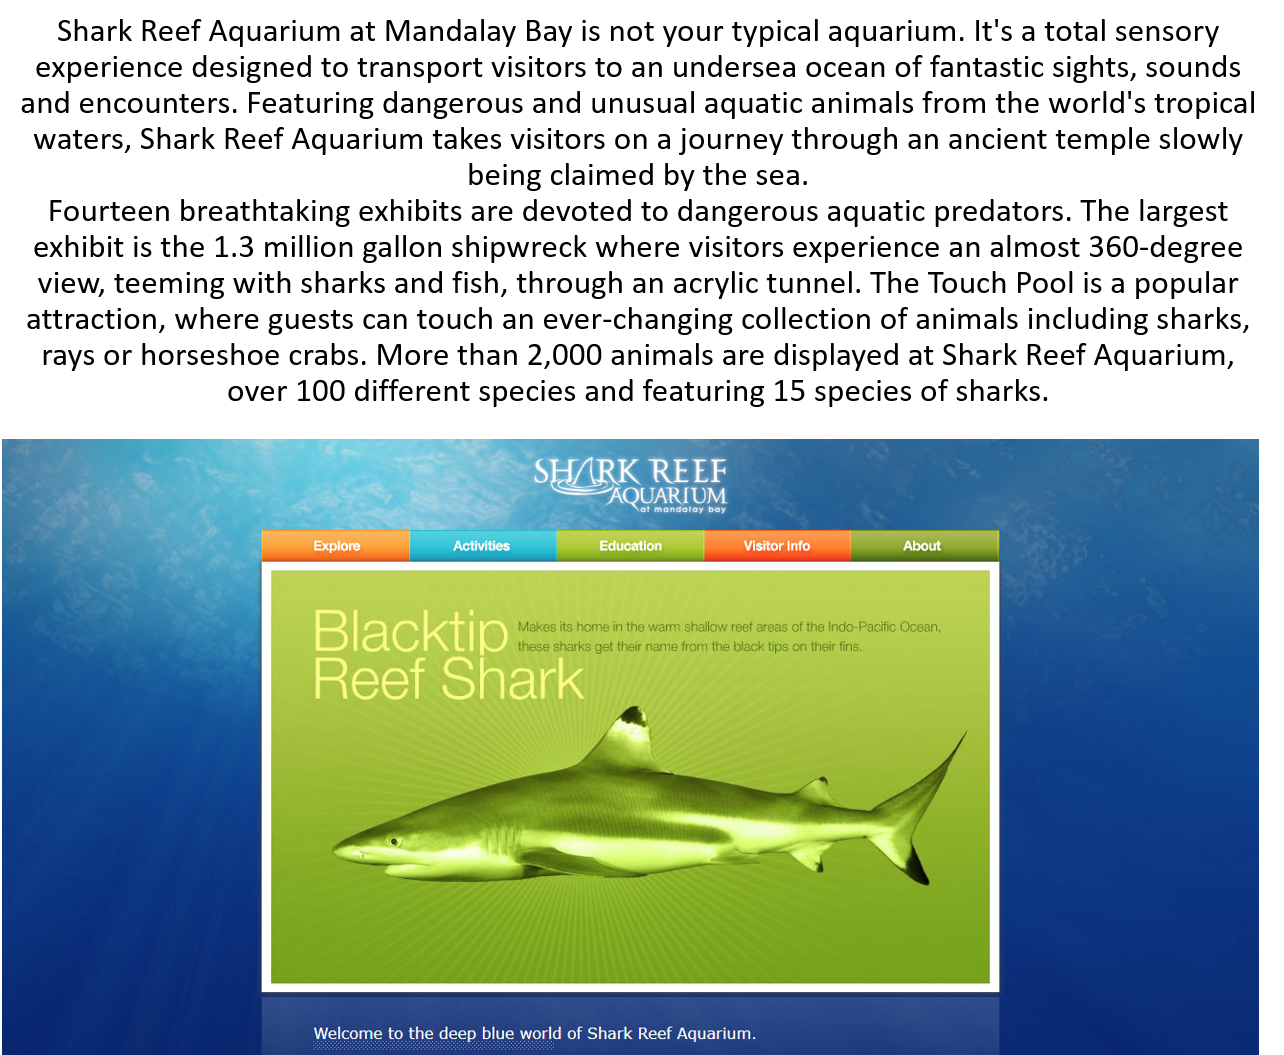 Shark Reef Aquarium at Mandalay Bay is not your typical aquarium. It's a total sensory
experience designed to transport visitors to an undersea ocean of fantastic sights, sounds
and encounters. Featuring dangerous and unusual aquatic animals from the world's tropical
waters, Shark Reef Aquarium takes visitors on a journey through an ancient temple slowly
being claimed by the sea.
Fourteen breathtaking exhibits are devoted to dangerous aquatic predators. The largest
exhibit is the 1.3 million gallon shipwreck where visitors experience an almost 360-degree
view, teeming with sharks and fish, through an acrylic tunnel. The Touch Pool is a popular
attraction, where guests can touch an ever-changing collection of animals including sharks,
rays or horseshoe crabs. More than 2,000 animals are displayed at Shark Reef Aquarium,
over 100 different species and featuring 15 species of sharks.
SHARK REEF
AQUARIUM
at mandalay bay
Explore Activities Education Visitor Info About
Blacktip
Reef Shark
Makes its home in the warm shallow reef areas of the Indo-Pacific Ocean,
these sharks get their name from the black tips on their fins.
Welcome to the deep blue world of Shark Reef Aquarium.